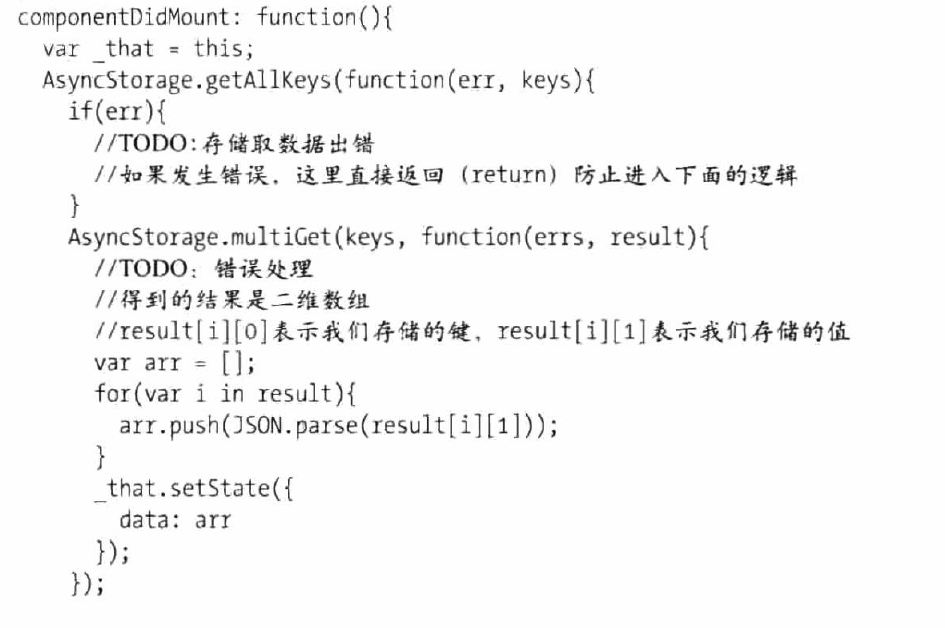 componentDidMount: function(){
var _that = this;
AsyncStorage.getAllKeys(function(err, keys){
if(err){
//TODO:存储取数据出错
//如果发生错误，这里直接返回（return）防止进入下面的逻辑
}
AsyncStorage.multiGet(keys, function(errs, result){
//TODO：错误处理
//得到的结果是二维数组
//result[i][0]表示我们存储的键，result[i][1]表示我们存储的值
var arr = [];
for(var i in result){
arr.push(JSON.parse(result[i][1]));
}
_that.setState({
data: arr
});
});